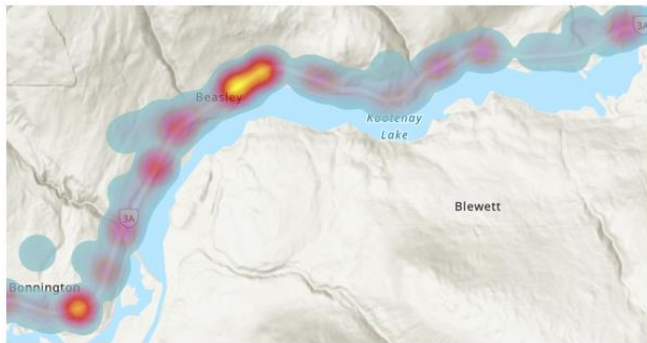 3A
Beasley
Kootenay
Lake
Blewett
3A
Bonnington